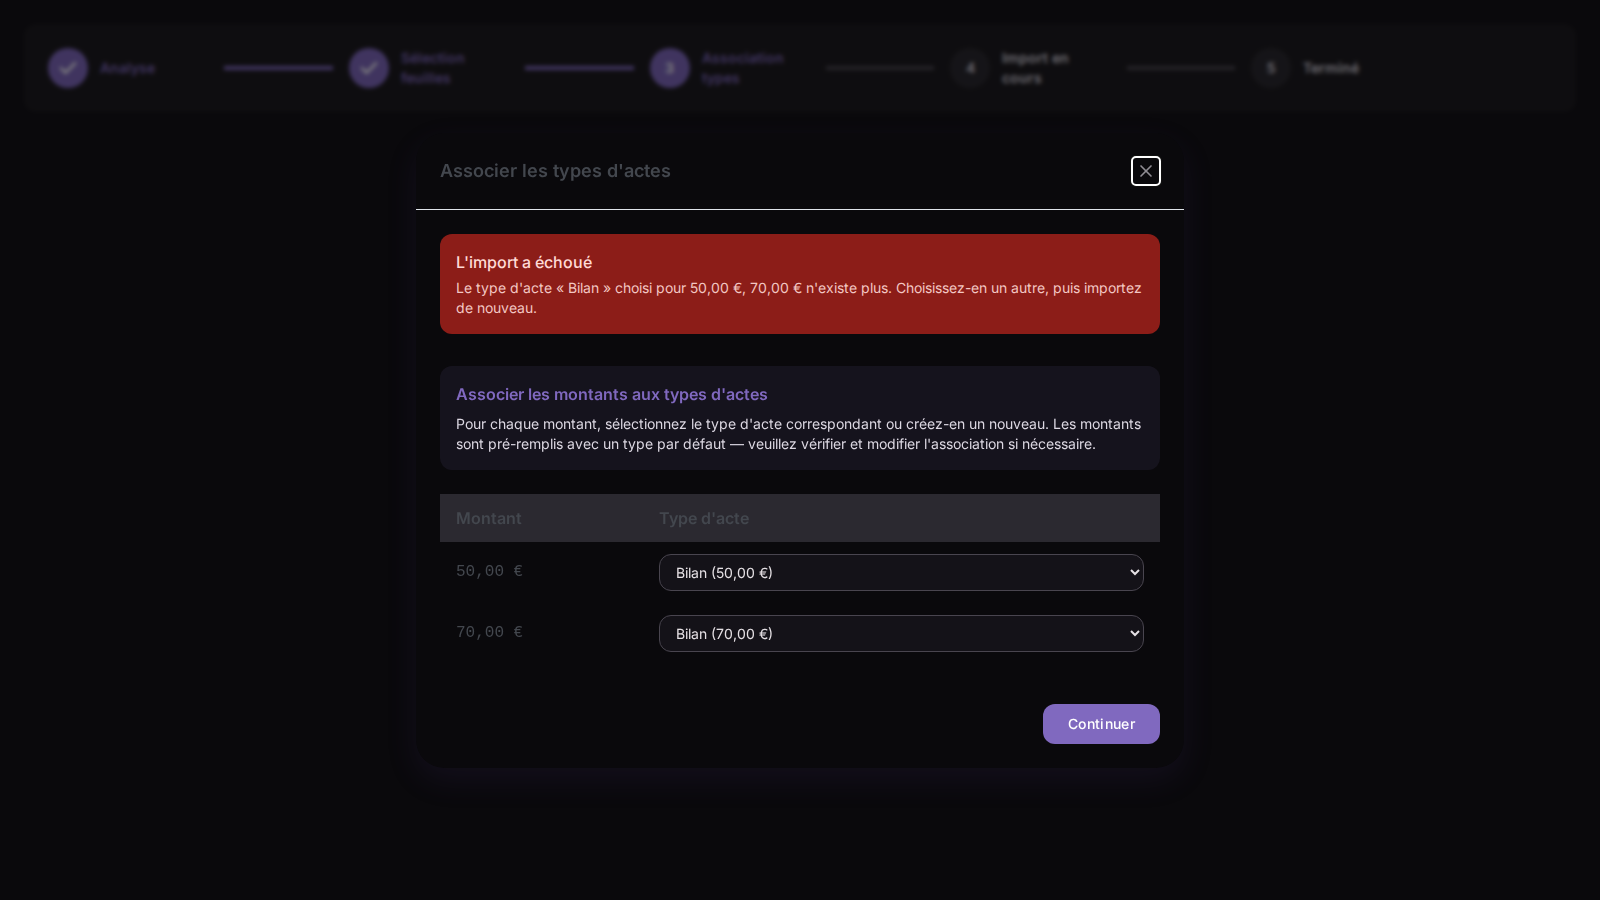 Analyse
Sélection
feuilles
3
Association
types
4
Import en
cours
5
Terminé
Associer les types d'actes
L'import a échoué
Le type d'acte « Bilan » choisi pour 50,00 €, 70,00 € n'existe plus. Choisissez-en un autre, puis importez
de nouveau.
Associer les montants aux types d'actes
Pour chaque montant, sélectionnez le type d'acte correspondant ou créez-en un nouveau. Les montants
sont pré-remplis avec un type par défaut — veuillez vérifier et modifier l'association si nécessaire.
Montant Type d'acte
50,00 € Bilan (50,00 €)
70,00 € Bilan (70,00 €)
Continuer